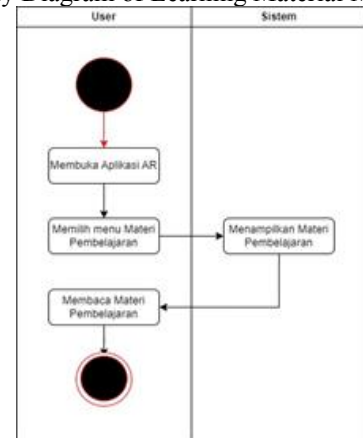 y Diagram of Learning Material
User
Sistem
Membuka Aplikasi AR
Memilih menu Materi
Pembelajaran
Menampilkan Materi
Pembelajaran
Membaca Materi
Pembelajaran